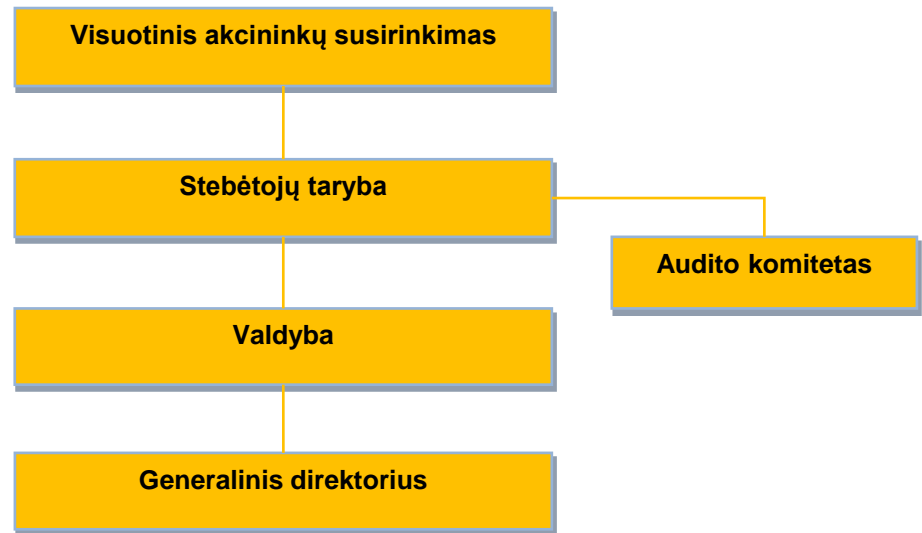 Visuotinis akcininkų susirinkimas
Stebėtojų taryba
Audito komitetas
Valdyba
Generalinis direktorius